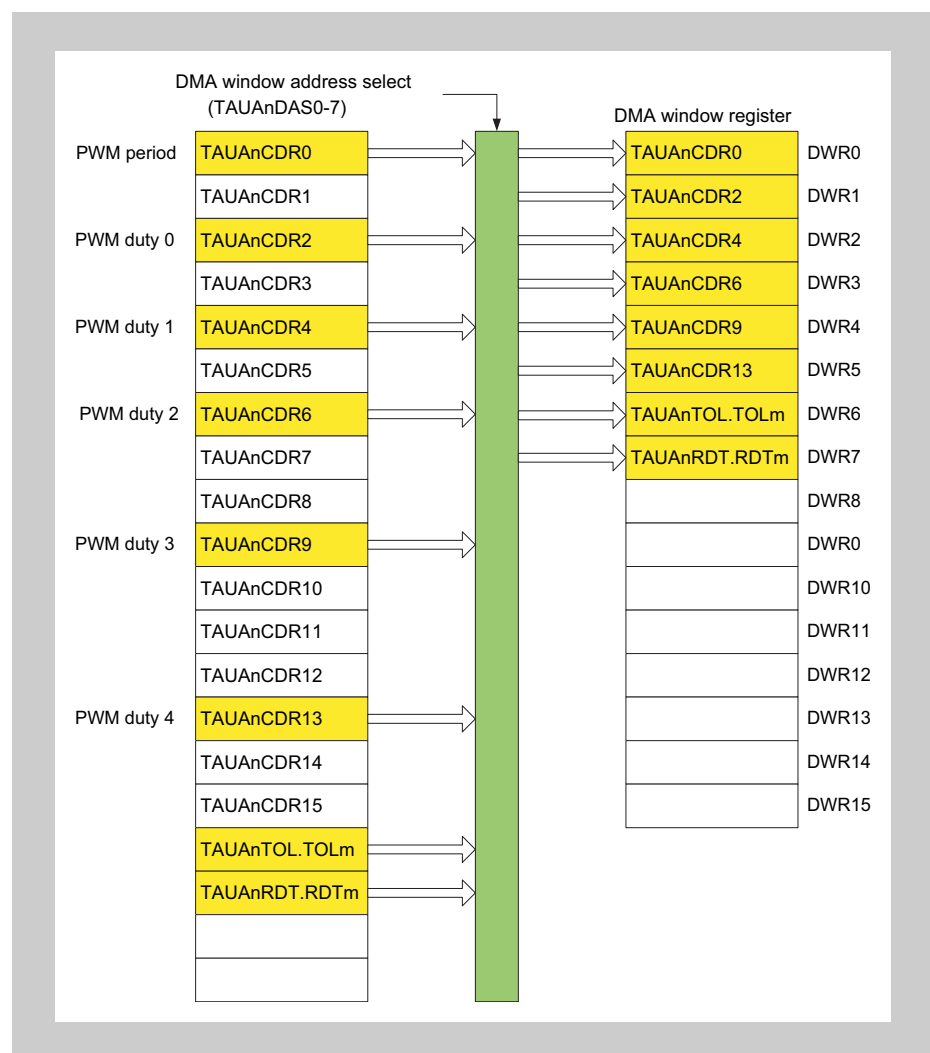 DMA window address select
(TAUAnDAS0-7)
DMA window register
PWM period TAUAnCDR0 TAUAnCDR0 DWR0
TAUAnCDR1 TAUAnCDR2 DWR1
PWM duty 0 TAUAnCDR2 TAUAnCDR4 DWR2
TAUAnCDR3 TAUAnCDR6 DWR3
PWM duty 1 TAUAnCDR4 TAUAnCDR9 DWR4
TAUAnCDR5 TAUAnCDR13 DWR5
PWM duty 2 TAUAnCDR6 TAUAnTOL.TOLm DWR6
TAUAnCDR7 TAUAnRDT.RDTm DWR7
TAUAnCDR8 DWR8
PWM duty 3 TAUAnCDR9 DWR0
TAUAnCDR10 DWR10
TAUAnCDR11 DWR11
TAUAnCDR12 DWR12
PWM duty 4 TAUAnCDR13 DWR13
TAUAnCDR14 DWR14
TAUAnCDR15 DWR15
TAUAnTOL.TOLm
TAUAnRDT.RDTm